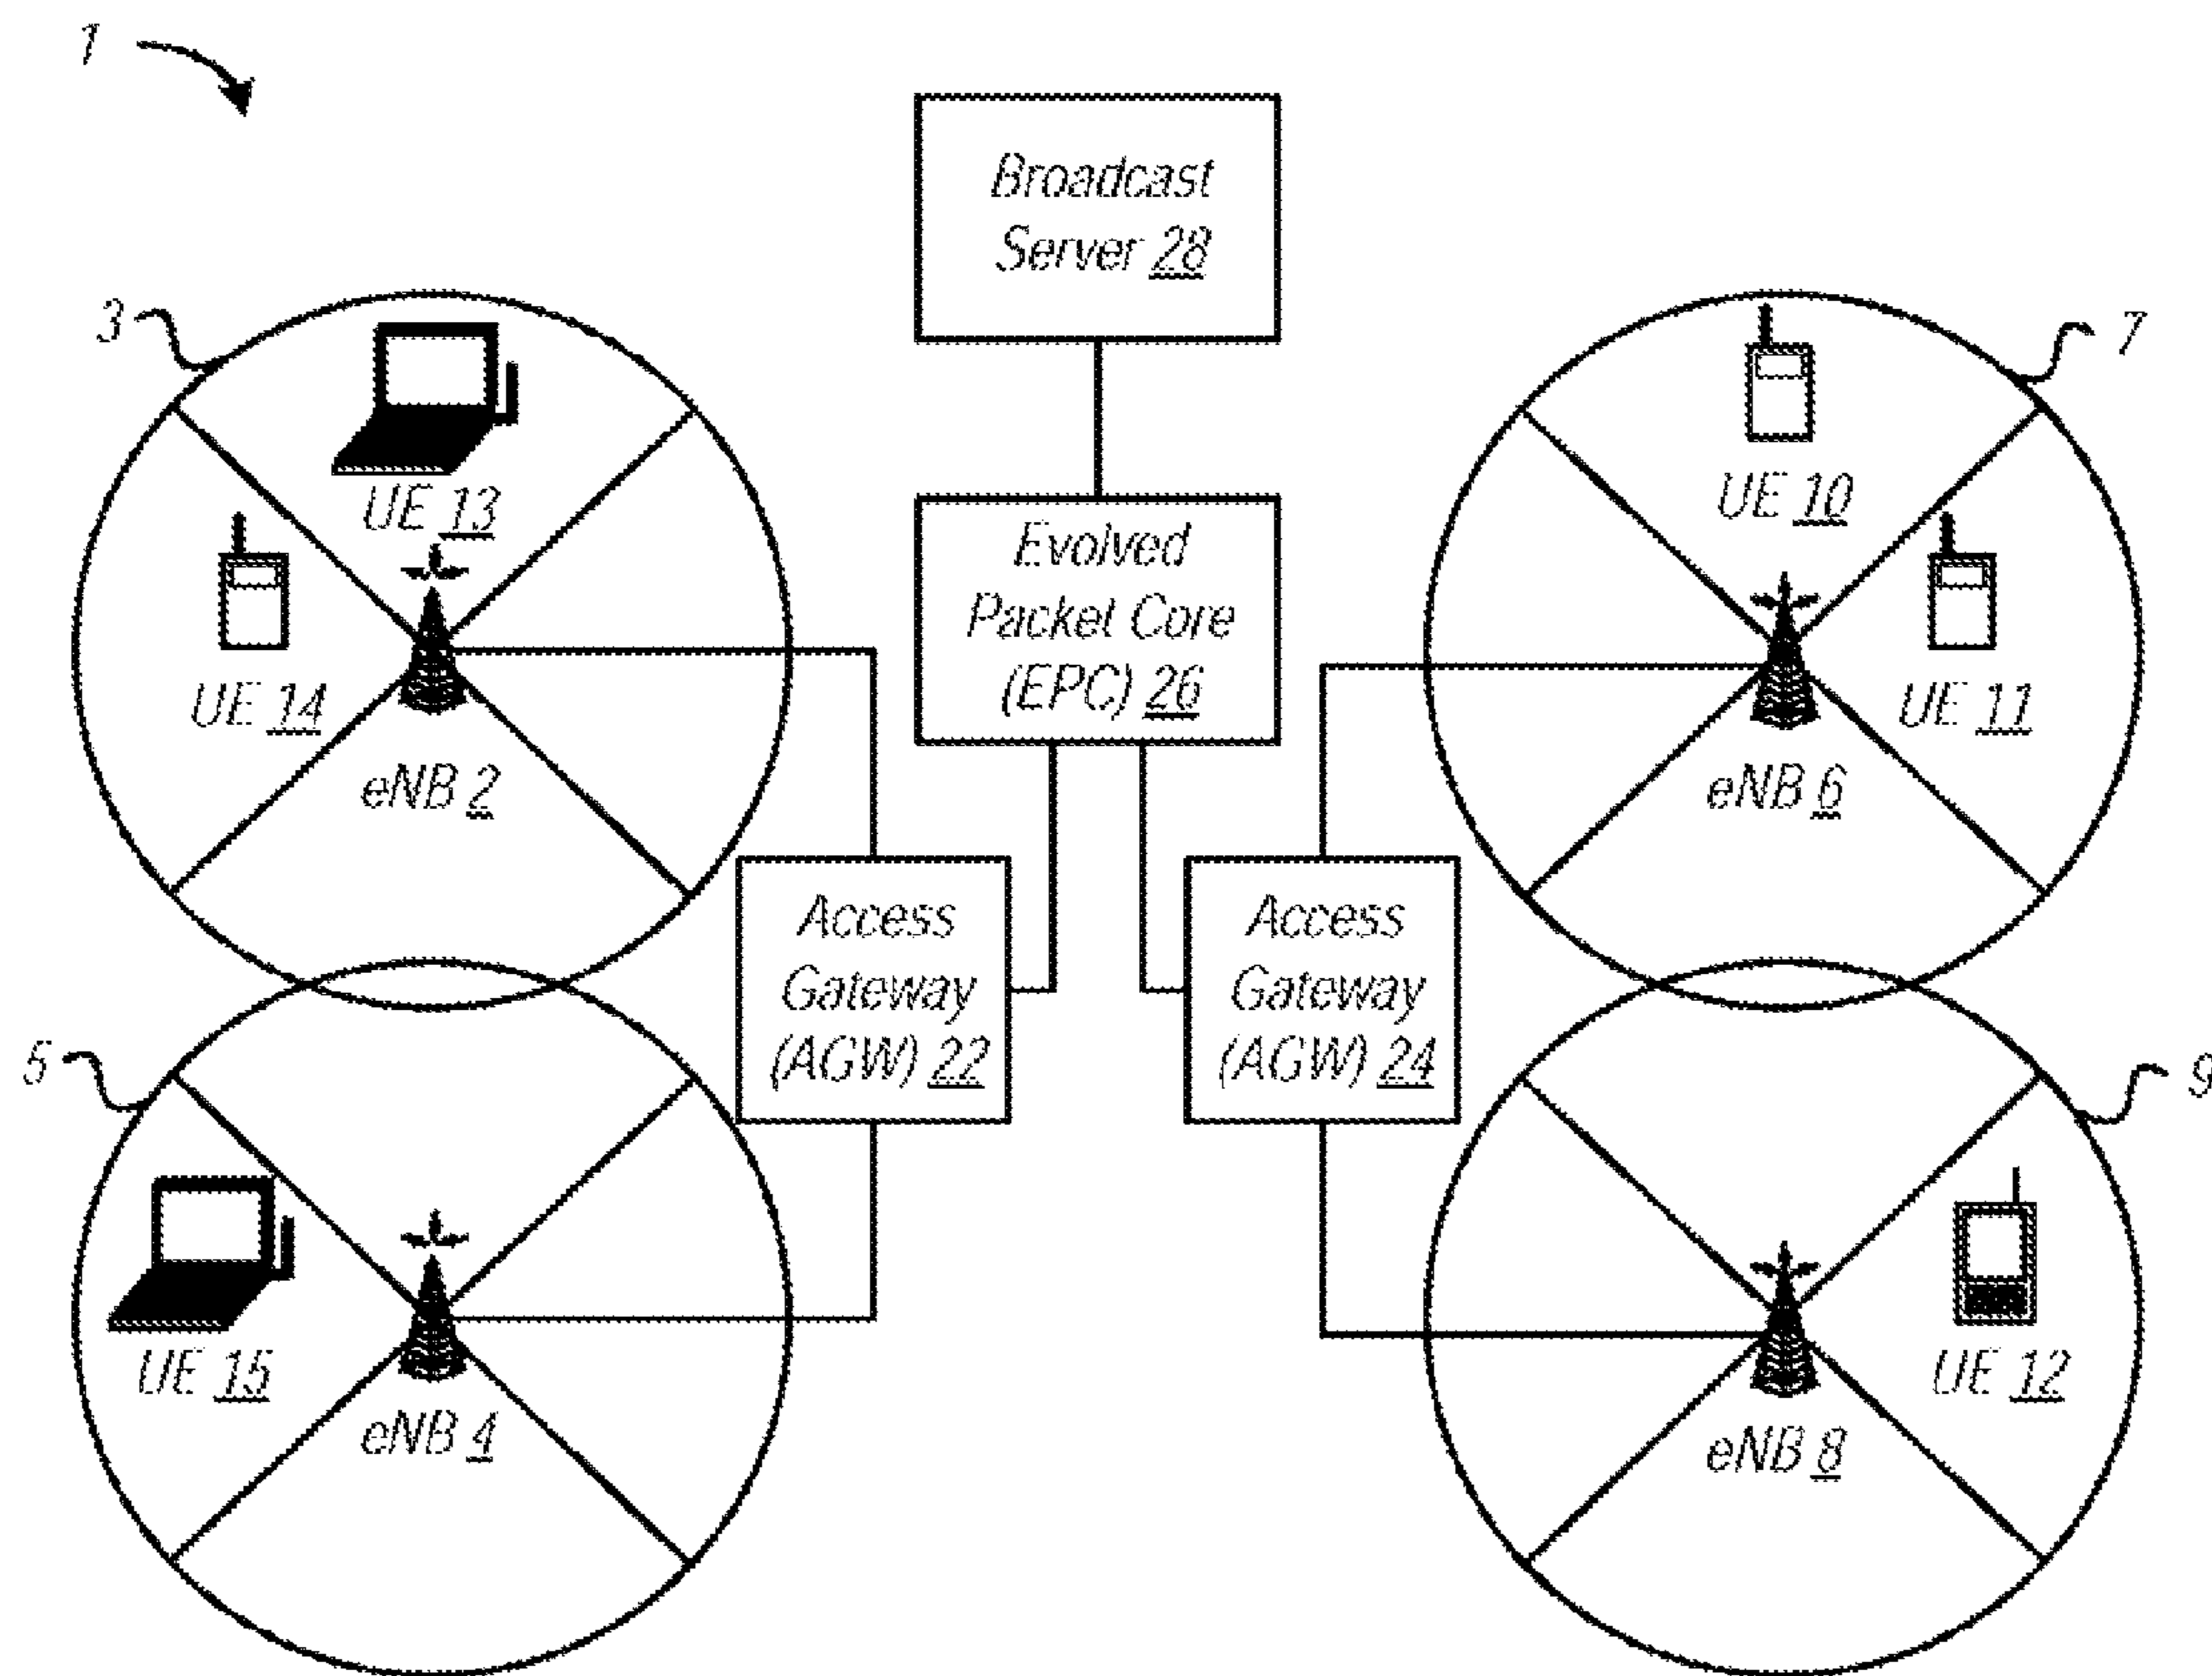 1
Broadcast
Server 28
3
7
UE 13
UE 10
Evolved
Packet Core
(EPC) 26
UE 14
UE 11
eNB 2
eNB 6
Access
Gateway
(AGW) 22
Access
Gateway
(AGW) 24
5
9
UE 15
UE 12
eNB 4
eNB 8